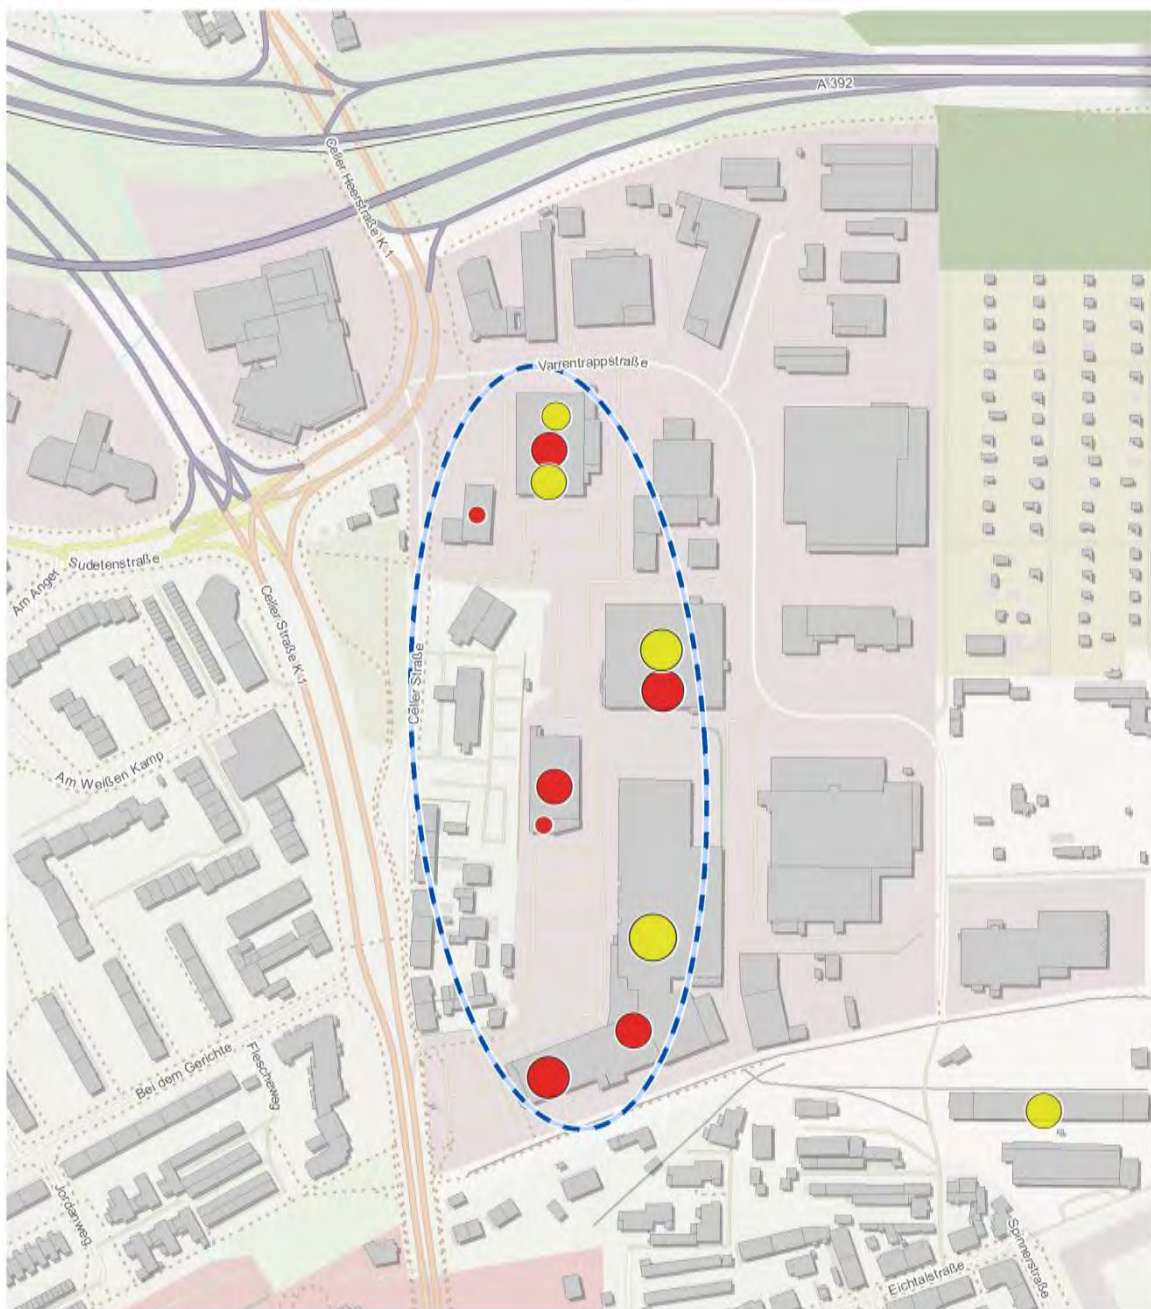 A 392
Celler Heerstraße K 1
Varrentrappstraße
Sudetenstraße
Am Anger
Celler Straße K 1
Celler Straße
Am Weißen Kamp
Bei dem Gerichte
Flescheweg
Jordanweg
Spinnerstraße
Eichtalstraße